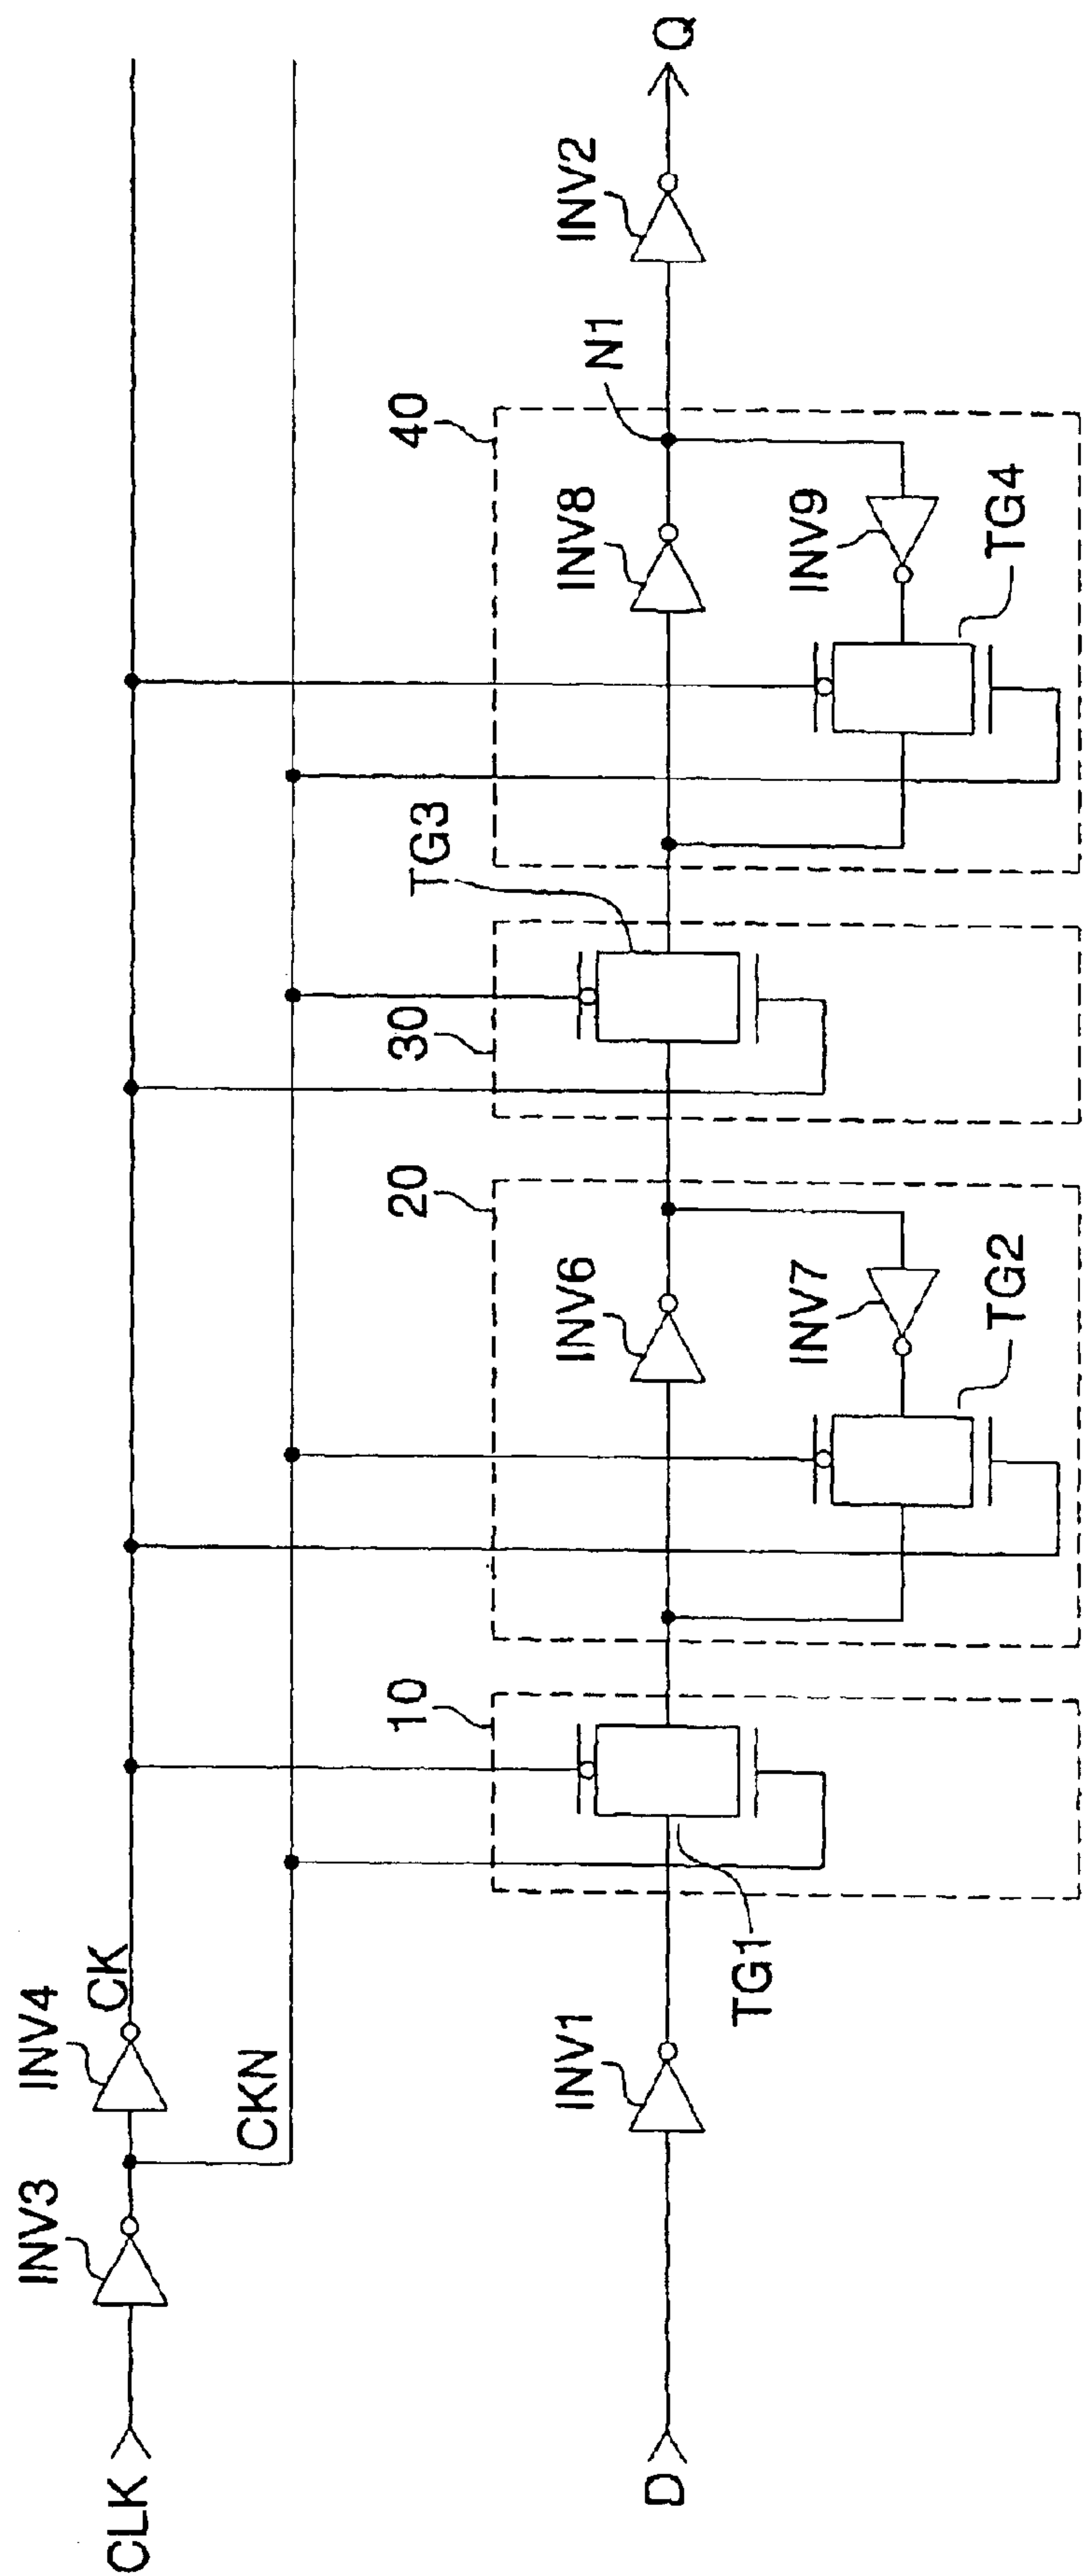 CLK
INV3
INV4
CK
CKN
D
INV1
TG1
10
20
INV6
INV7
TG2
30
TG3
40
INV8
INV9
TG4
N1
INV2
Q